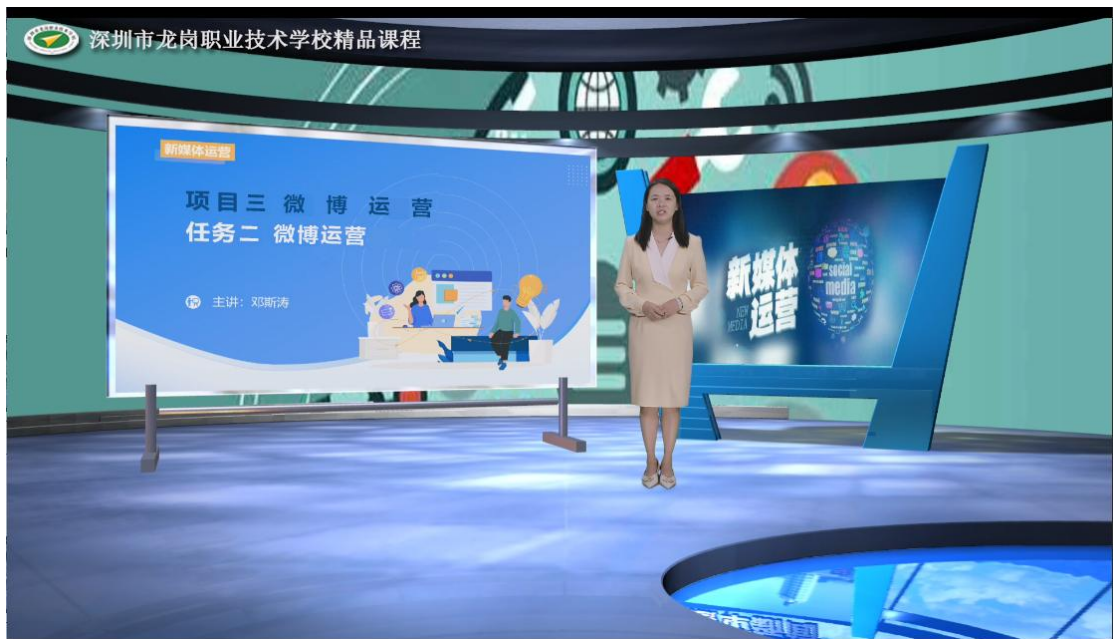 深圳市龙岗职业技术学校精品课程
新媒体运营
项目三 微 博 运 营
任务二 微博运营
主讲：邓斯涛
新媒体
运营
NEW
MEDIA
social
media